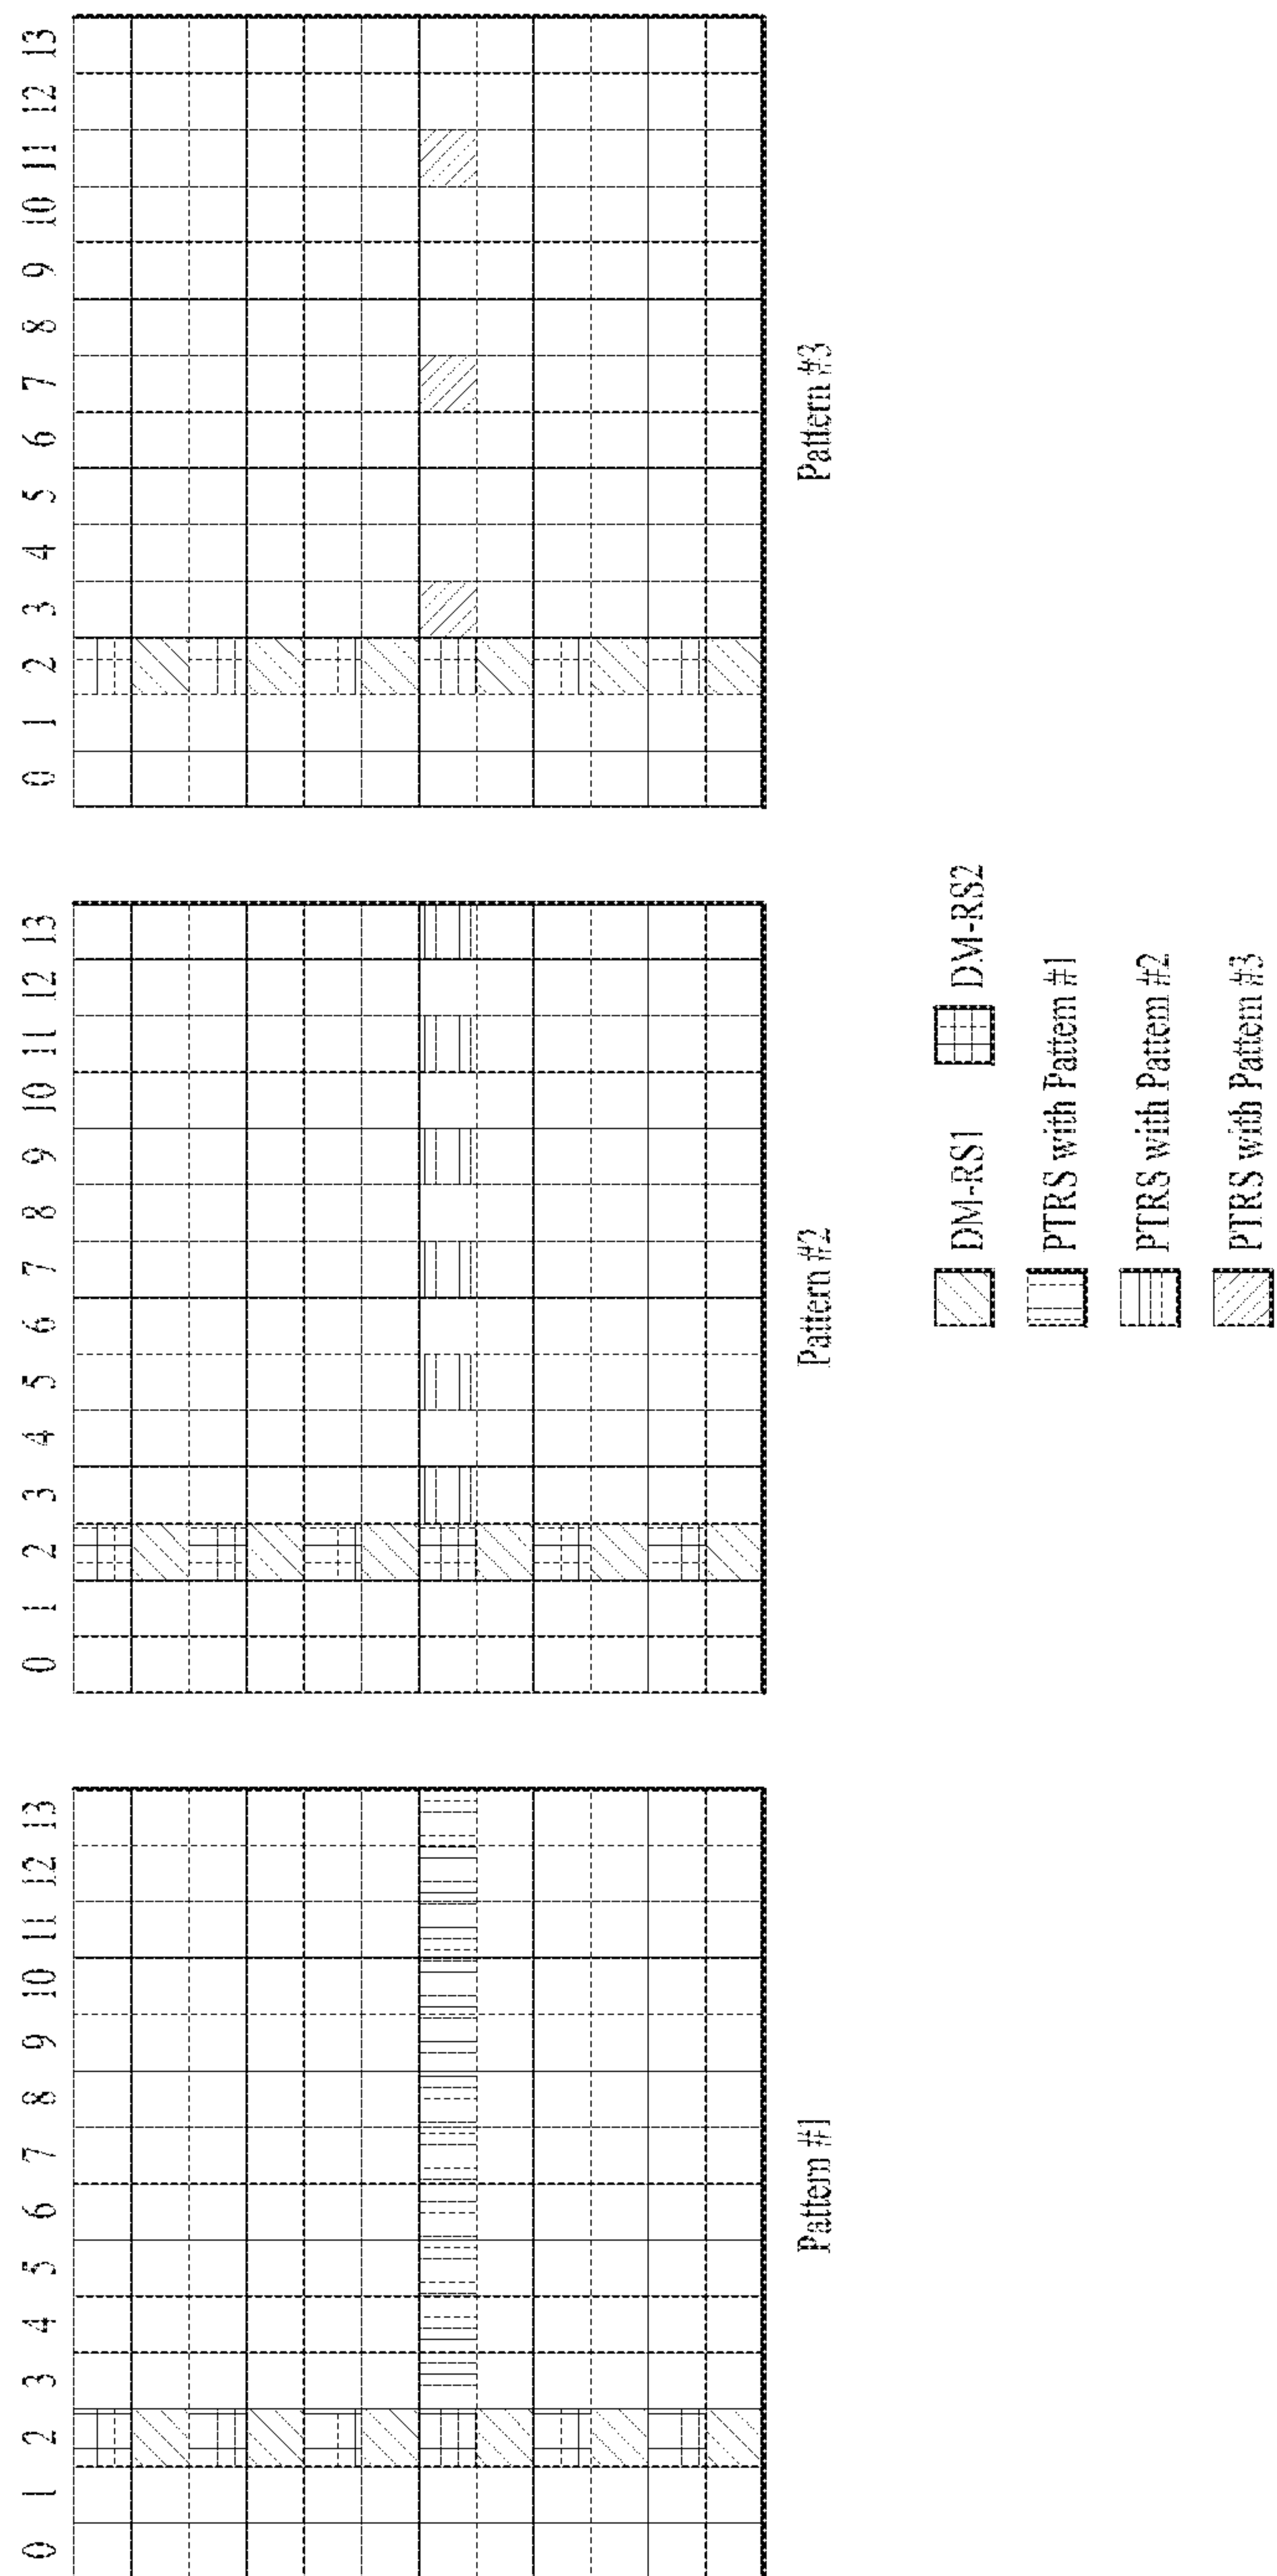 0 1 2 3 4 5 6 7 8 9 10 11 12 13
Pattern #1
0 1 2 3 4 5 6 7 8 9 10 11 12 13
Pattern #2
0 1 2 3 4 5 6 7 8 9 10 11 12 13
Pattern #3
DM-RS1 DM-RS2
PTRS with Pattern #1
PTRS with Pattern #2
PTRS with Pattern #3